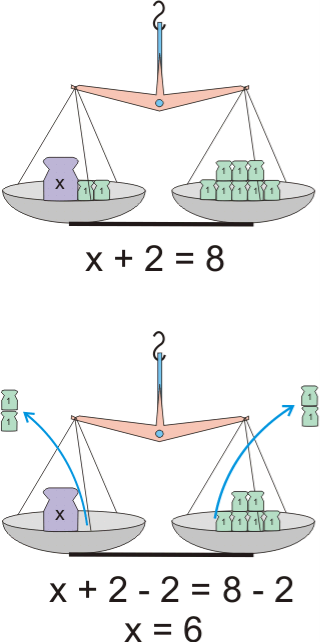 1 1 1
x 1 1 1 1 1 1 1
x + 2 = 8
1 1
1 1
1 1
x 1 1 1 1
x + 2 - 2 = 8 - 2
x = 6